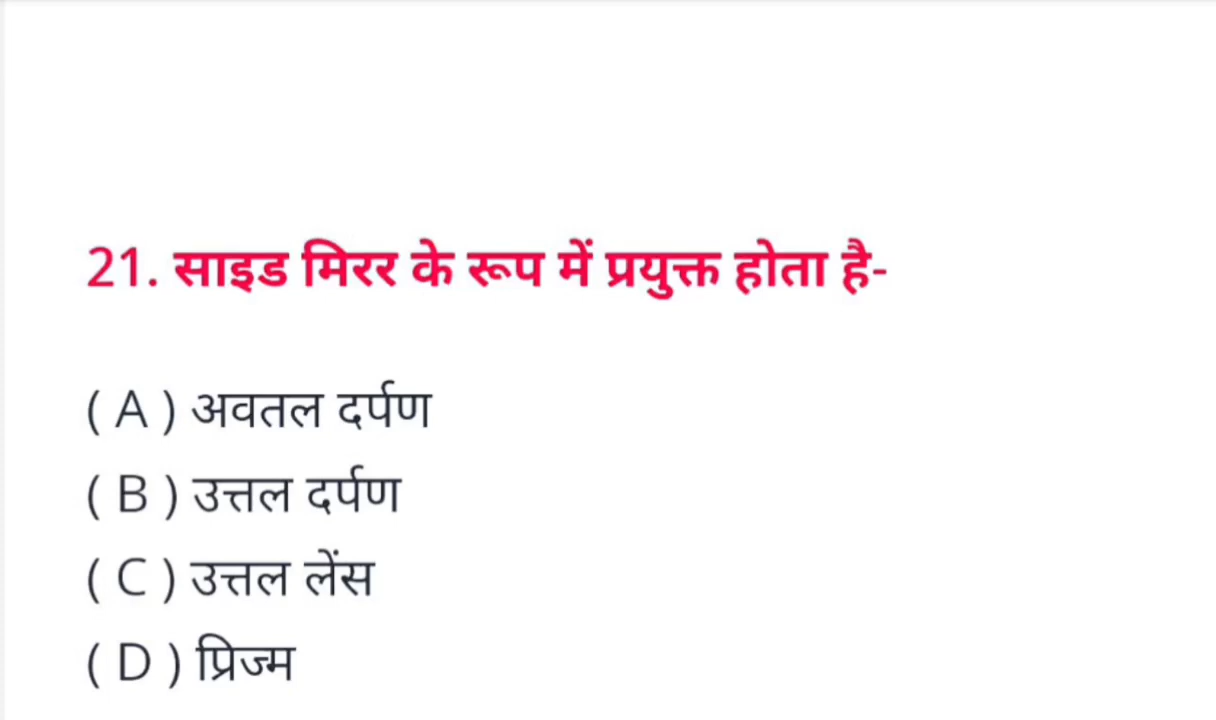 21. साइड मिरर के रूप में प्रयुक्त होता है-
( A ) अवतल दर्पण
( B ) उत्तल दर्पण
( C ) उत्तल लेंस
( D ) प्रिज्म